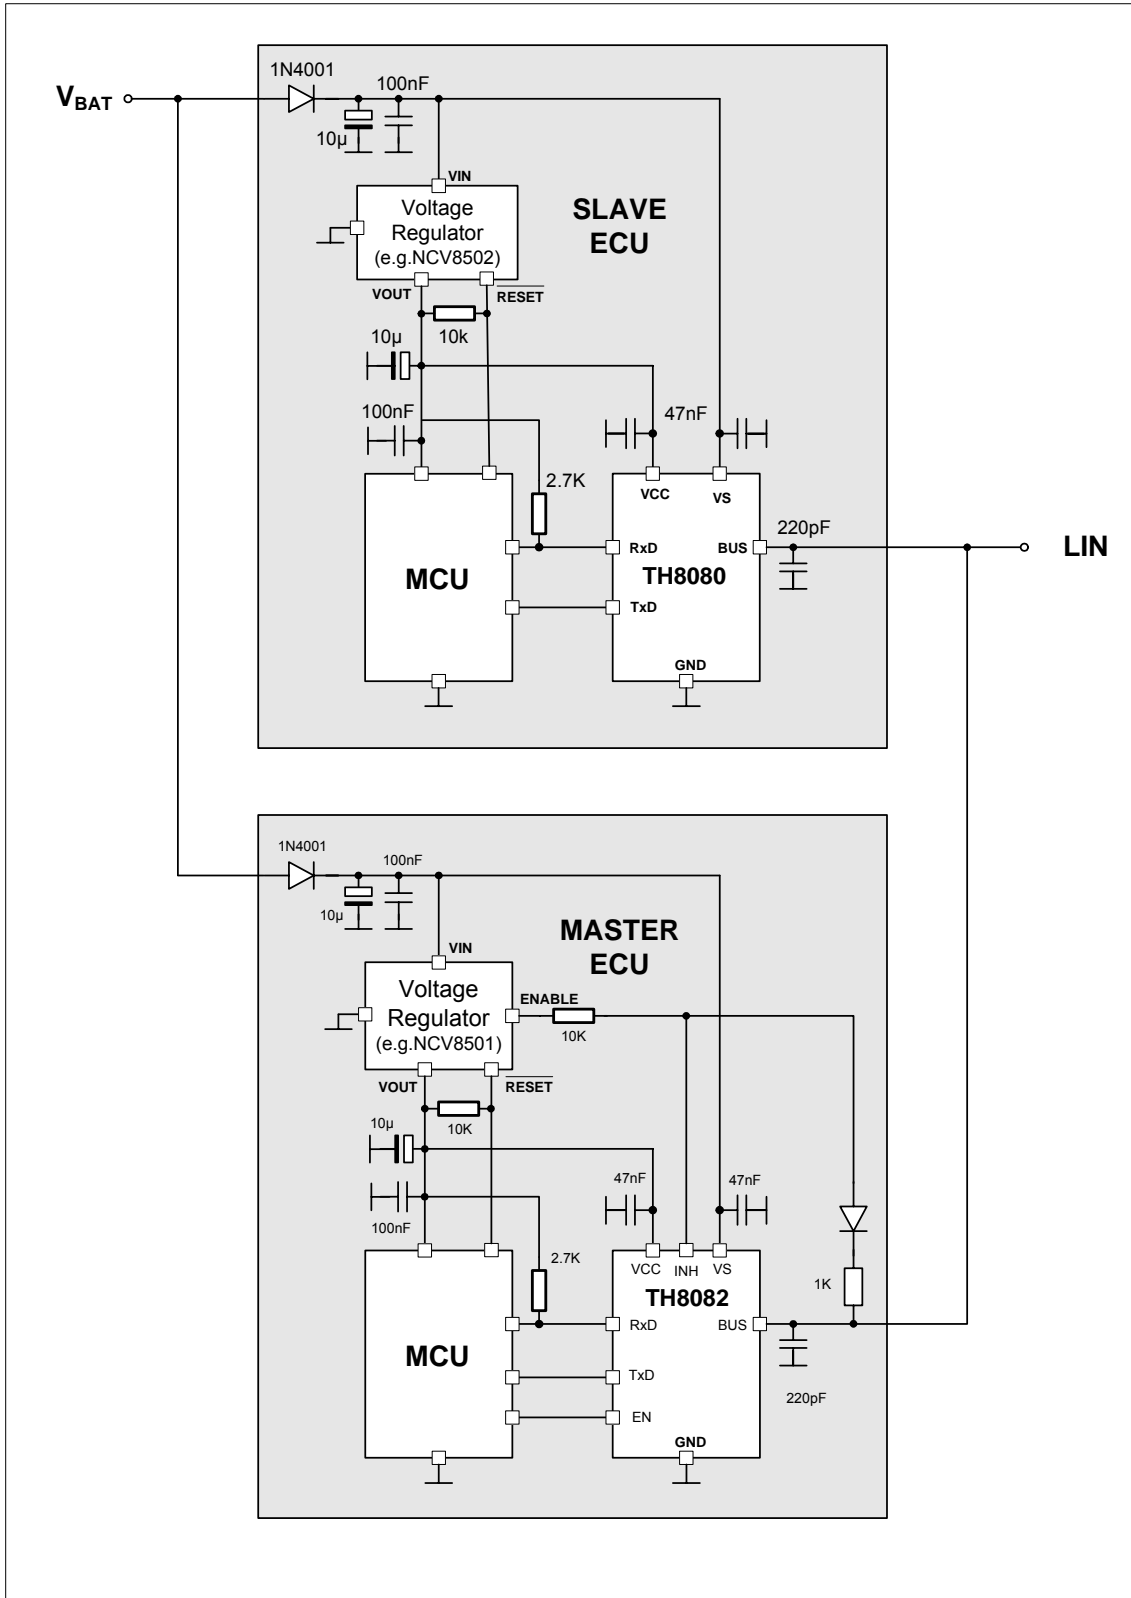 1N4001
100nF
V_BAT
10µ
VIN
Voltage
Regulator
(e.g.NCV8502)
SLAVE
ECU
VOUT
RESET
10µ
10k
100nF
47nF
2.7K
VCC
VS
220pF
RxD
BUS
LIN
MCU
TH8080
TxD
GND
1N4001
100nF
10µ
MASTER
ECU
VIN
Voltage
Regulator
(e.g.NCV8501)
ENABLE
10K
VOUT
RESET
10µ
10K
47nF
47nF
100nF
2.7K
VCC
INH
VS
1K
TH8082
RxD
BUS
MCU
TxD
220pF
EN
GND